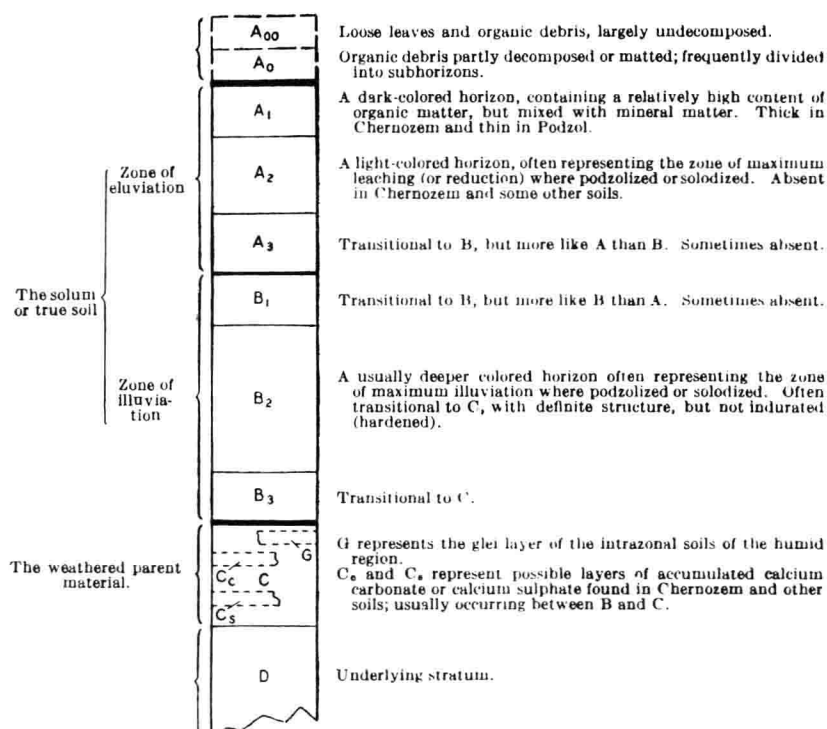 A₀₀
Loose leaves and organic debris, largely undecomposed.
A₀
Organic debris partly decomposed or matted; frequently divided
into subhorizons.
A₁
A dark-colored horizon, containing a relatively high content of
organic matter, but mixed with mineral matter. Thick in
Chernozem and thin in Podzol.
Zone of
eluviation
A₂
A light-colored horizon, often representing the zone of maximum
leaching (or reduction) where podzolized or solodized. Absent
in Chernozem and some other soils.
A₃
Transitional to B, but more like A than B. Sometimes absent.
The solum
or true soil
B₁
Transitional to B, but more like B than A. Sometimes absent.
Zone of
illuvia-
tion
B₂
A usually deeper colored horizon often representing the zone
of maximum illuviation where podzolized or solodized. Often
transitional to C, with definite structure, but not indurated
(hardened).
B₃
Transitional to C.
The weathered parent
material.
G
C_c
C
C_s
G represents the glei layer of the intrazonal soils of the humid
region.
Cₑ and Cₛ represent possible layers of accumulated calcium
carbonate or calcium sulphate found in Chernozem and other
soils; usually occurring between B and C.
D
Underlying stratum.